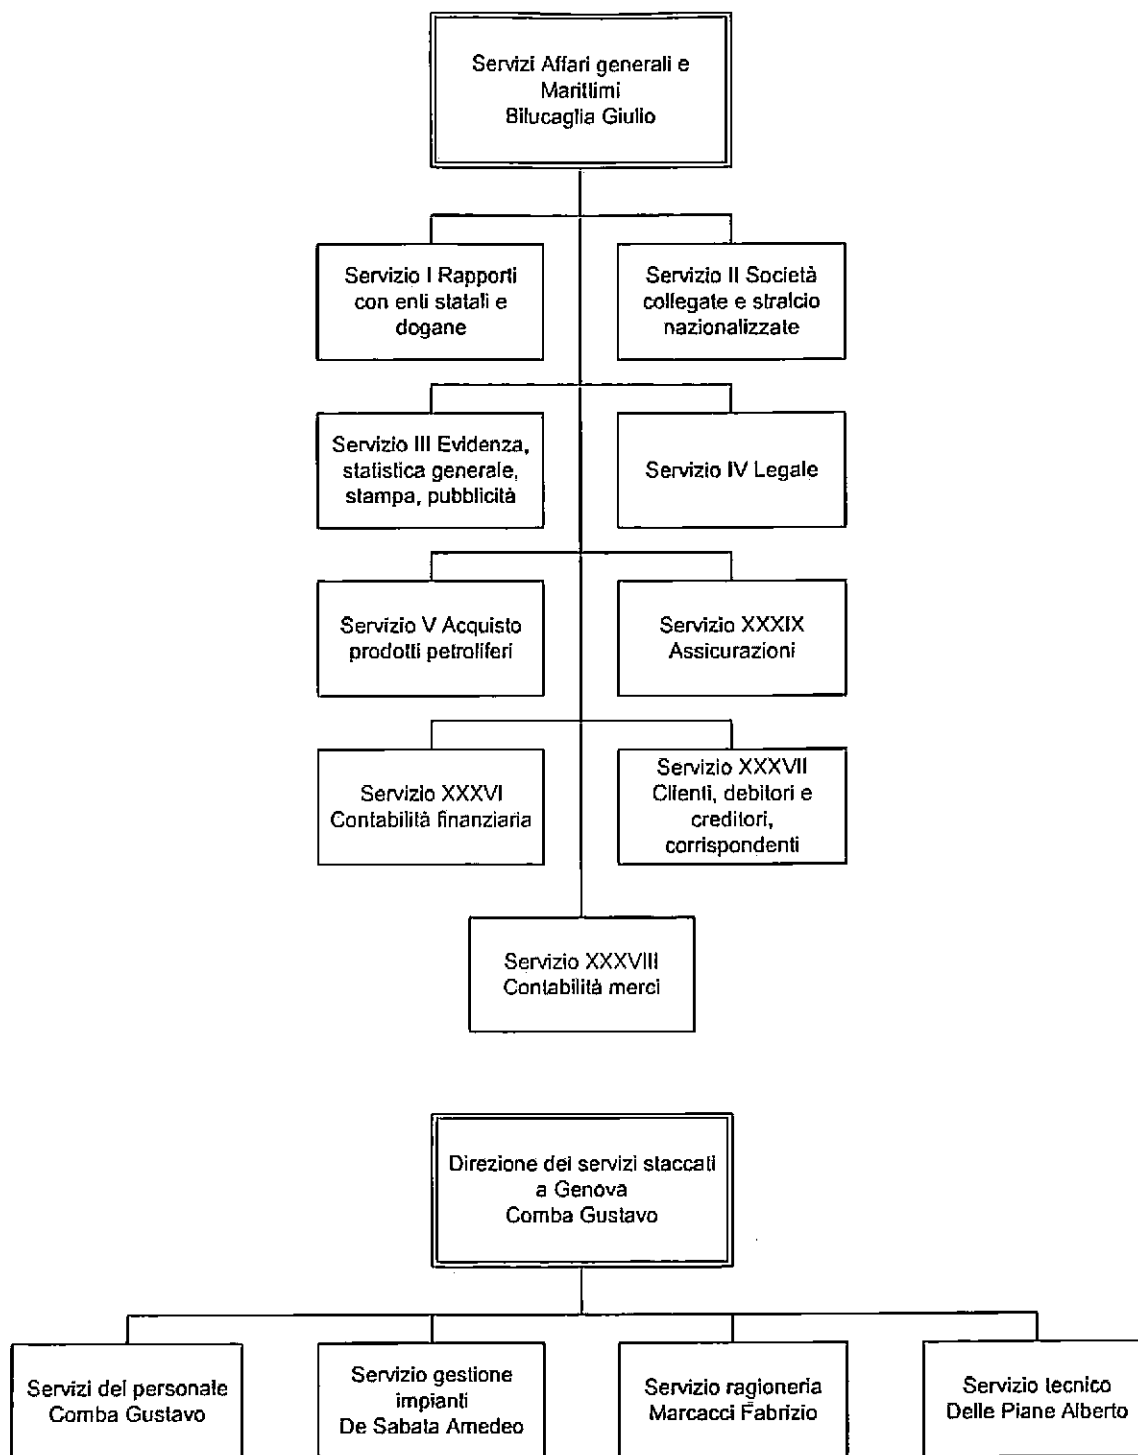 Servizi Affari generali e
Marittimi
Bilucaglia Giulio
Servizio I Rapporti
con enti statali e
dogane
Servizio II Società
collegate e stralcio
nazionalizzate
Servizio III Evidenza,
statistica generale,
stampa, pubblicità
Servizio IV Legale
Servizio V Acquisto
prodotti petroliferi
Servizio XXXIX
Assicurazioni
Servizio XXXVI
Contabilità finanziaria
Servizio XXXVII
Clienti, debitori e
creditori,
corrispondenti
Servizio XXXVIII
Contabilità merci
Direzione dei servizi staccati
a Genova
Comba Gustavo
Servizi del personale
Comba Gustavo
Servizio gestione
impianti
De Sabata Amedeo
Servizio ragioneria
Marcacci Fabrizio
Servizio tecnico
Delle Piane Alberto